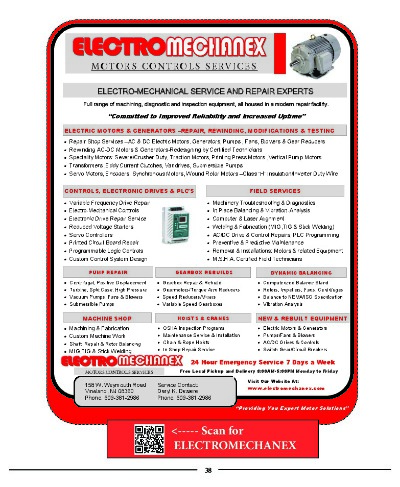 ELECTROMECHANEX
MOTORS CONTROLS SERVICES
ELECTRO-MECHANICAL SERVICE AND REPAIR EXPERTS
Full range of machining, diagnostic and inspection equipment, all housed in a modern repair facility.
"Committed to Improved Reliability and Increased Uptime"
ELECTRIC MOTORS & GENERATORS –REPAIR, REWINDING, MODIFICATIONS & TESTING
Repair Shop Services –AC & DC Electric Motors, Generators, Pumps, Fans, Blowers & Gear Reducers
Rewinding AC-DC Motors & Generators-Redesigning by Certified Technicians
Specialty Motors: Severe/Crusher Duty, Traction Motors, Printing Press Motors, Vertical Pump Motors
Transformers, Eddy Current Clutches, Varidrives, Submersible Pumps
Servo Motors, Encoders, Synchronous Motors, Wound Rotor Motors –Class "H" Insulation/Inverter Duty Wire
CONTROLS, ELECTRONIC DRIVES & PLC'S
Variable Frequency Drive Repair
Electro-Mechanical Controls
Electronic Drive Repair Service
Reduced Voltage Starters
Servo Controllers
Printed Circuit Board Repair
Programmable Logic Controls
Custom Control System Design
FIELD SERVICES
Machinery Troubleshooting & Diagnostics
In Place Balancing & Vibration Analysis
Computer & Laser Alignment
Welding & Fabrication (MIG, TIG & Stick Welding)
AC/DC Drive & Control Repairs, PLC Programming
Preventive & Predictive Maintenance
Removal & Installations, Motors & related Equipment
M.S.H.A. Certified Field Technicians
PUMP REPAIR
Centrifugal, Positive Displacement
Turbine, Split Case, High Pressure
Vacuum Pumps, Fans & Blowers
Submersible Pumps
GEARBOX REBUILDS
Gearbox Repair & Rebuild
Gearmotors-Torque Arm Reducers
Speed Reducers/Mixers
Variable Speed Gearboxes
DYNAMIC BALANCING
Computerized Balance Stand
Rotors, Impellers, Fans, Centrifuges
Balance to NEMA/ISO Specification
Vibration Analysis
MACHINE SHOP
Machining & Fabrication
Custom Machine Work
Shaft Repair & Rotor Balancing
MIG TIG & Stick Welding
HOISTS & CRANES
OSHA Inspection Programs
Maintenance Service & Installation
Chain & Rope Hoists
In Shop Repair Service
NEW & REBUILT EQUIPMENT
Electric Motors & Generators
Pumps/Fans & Blowers
AC/DC Drives & Controls
Switch Gear/Circuit Breakers
ELECTROMECHANEX
MOTORS CONTROLS SERVICES
24 Hour Emergency Service 7 Days a Week
Free Local Pickup and Delivery 8:00AM-5:00PM Monday to Friday
158 W. Weymouth Road
Vineland, NJ 08360
Phone: 609-361-2986
Service Contact:
Daryl K. Dawers
Phone: 609-361-2986
Visit Our Website At:
www.electromechanex.com
"Providing You Expert Motor Solutions"
<----- Scan for
ELECTROMECHANEX
38